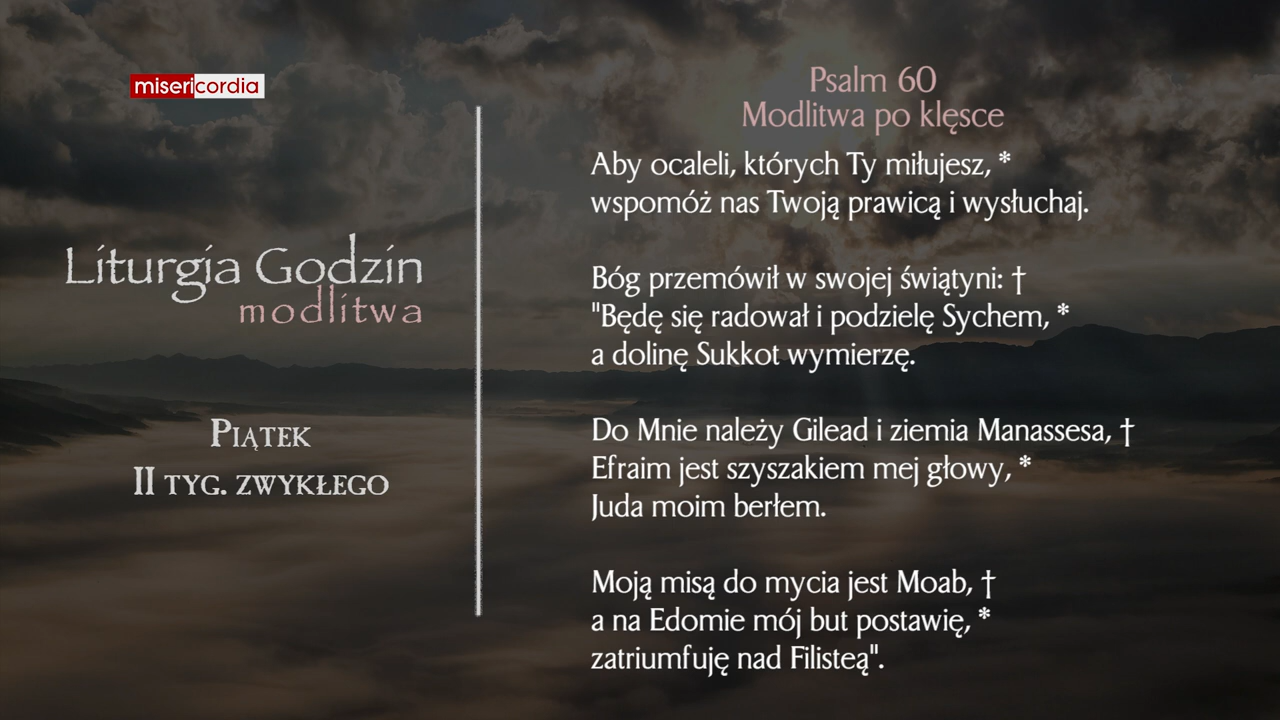 misericordia
Liturgia Godzin
modlitwa
Piątek
II tyg. zwykłego
Psalm 60
Modlitwa po klęsce
Aby ocaleli, których Ty miłujesz, *
wspomóż nas Twoją prawicą i wysłuchaj.
Bóg przemówił w swojej świątyni: †
"Będę się radował i podzielę Sychem, *
a dolinę Sukkot wymierzę.
Do Mnie należy Gilead i ziemia Manassesa, †
Efraim jest szyszakiem mej głowy, *
Juda moim berłem.
Moją misą do mycia jest Moab, †
a na Edomie mój but postawię, *
zatriumfuję nad Filisteą".